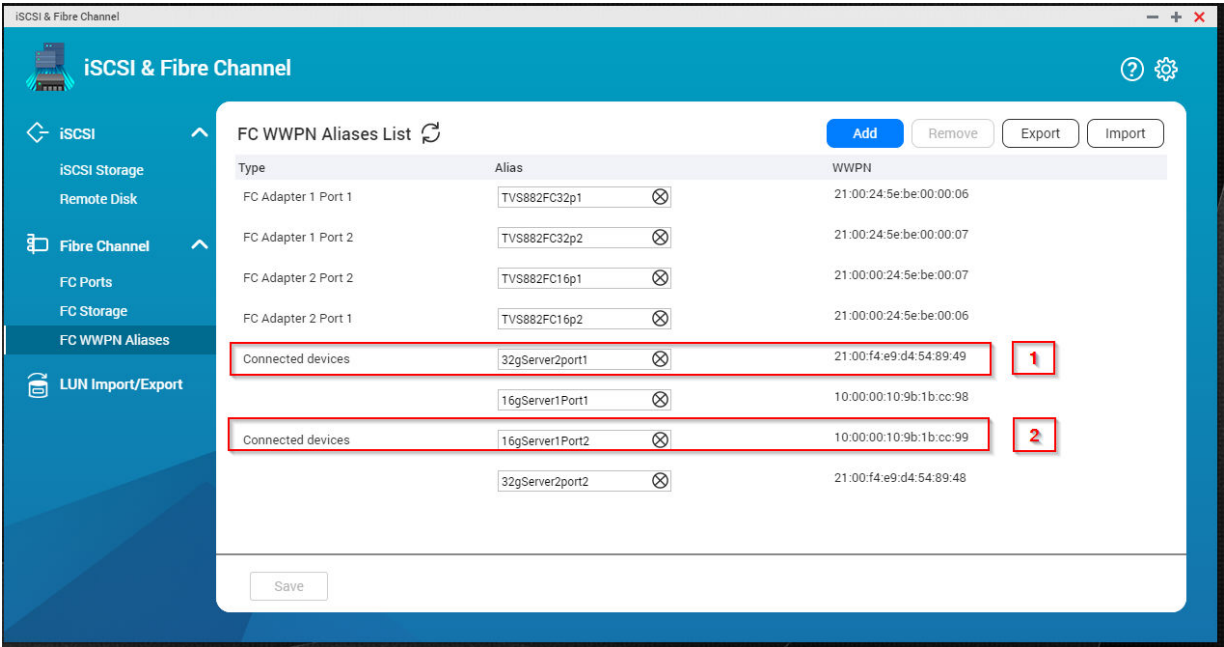 iSCSI & Fibre Channel
iSCSI & Fibre Channel
iSCSI
iSCSI Storage
Remote Disk
Fibre Channel
FC Ports
FC Storage
FC WWPN Aliases
LUN Import/Export
FC WWPN Aliases List
Add Remove Export Import
Type Alias WWPN
FC Adapter 1 Port 1 TVS882FC32p1 21:00:24:5e:be:00:00:06
FC Adapter 1 Port 2 TVS882FC32p2 21:00:24:5e:be:00:00:07
FC Adapter 2 Port 2 TVS882FC16p1 21:00:00:24:5e:be:00:07
FC Adapter 2 Port 1 TVS882FC16p2 21:00:00:24:5e:be:00:06
Connected devices 32gServer2port1 21:00:f4:e9:d4:54:89:49 1
16gServer1Port1 10:00:00:10:9b:1b:cc:98
Connected devices 16gServer1Port2 10:00:00:10:9b:1b:cc:99 2
32gServer2port2 21:00:f4:e9:d4:54:89:48
Save